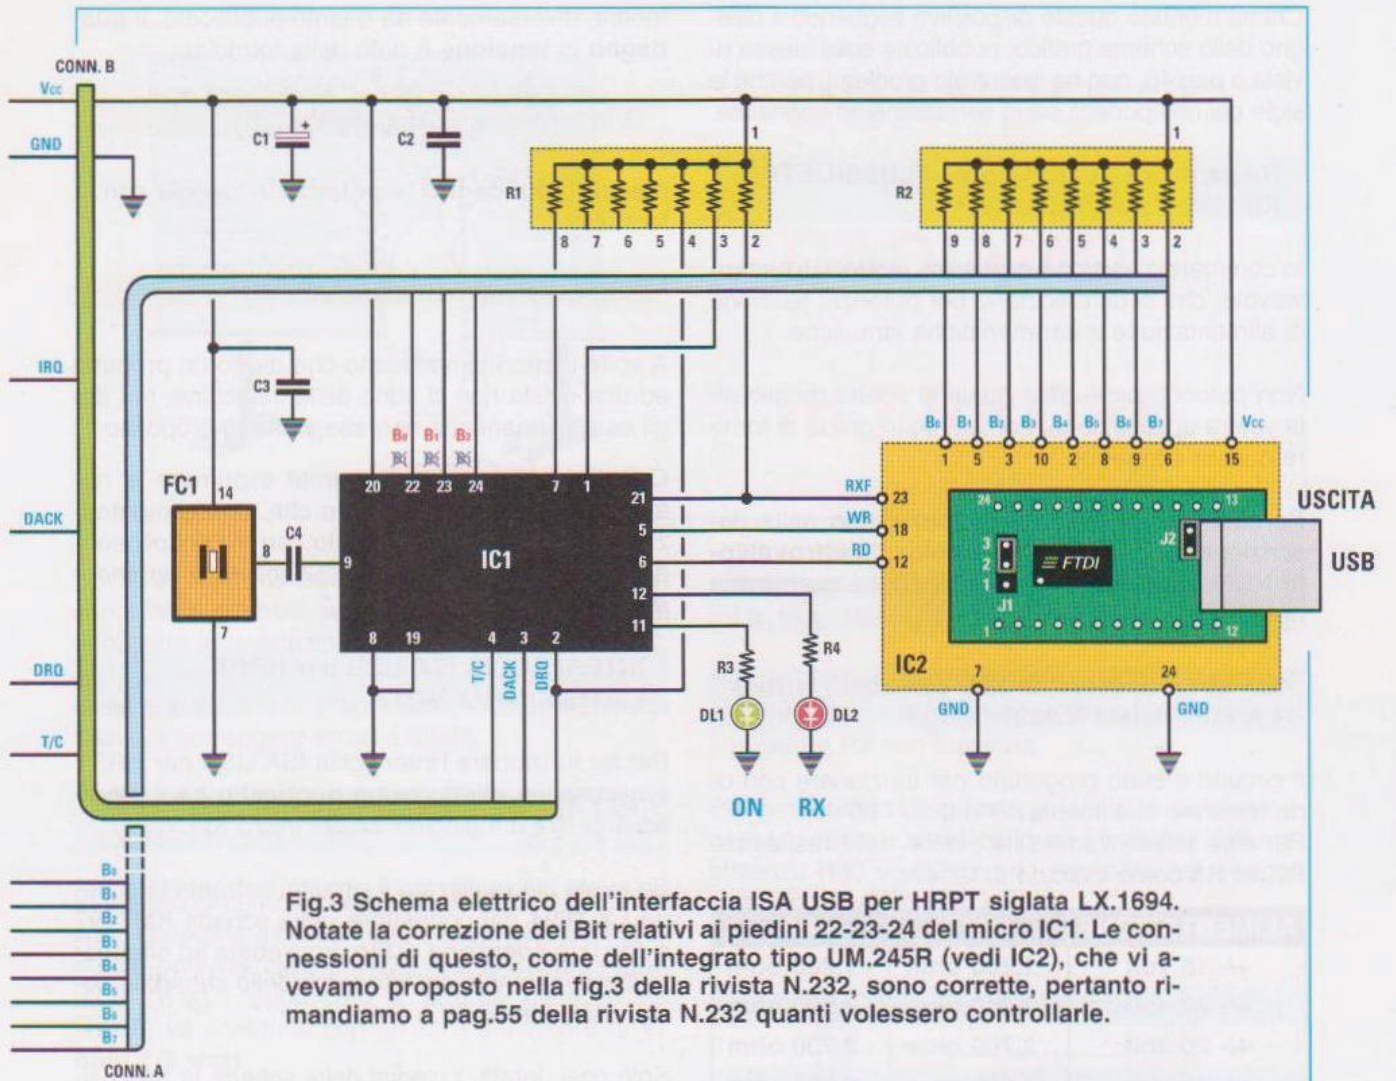 CONN. B
Vcc
GND
C1
+
C2
R1
1
8 7 6 5 4 3 2
R2
1
9 8 7 6 5 4 3 2
IRQ
C3
DACK
DRQ
T/C
FC1
14
8
7
C4
B₀ B₁ B₂
20 22 23 24 7 1
9
IC1
21
5
6
12
11
8 19 4 3 2
T/C
DACK
DRQ
RXF
WR
RD
B₀ B₁ B₂ B₃ B₄ B₅ B₆ B₇ Vcc
1 5 3 10 2 8 9 6 15
23
18
12
24
13
3
2
1
J1
FTDI
J2
1
12
IC2
7
24
GND
GND
USCITA
USB
R3
R4
DL1
DL2
ON
RX
B₀
B₁
B₂
B₃
B₄
B₅
B₆
B₇
CONN. A
Fig.3 Schema elettrico dell'interfaccia ISA USB per HRPT siglata LX.1694.
Notate la correzione dei Bit relativi ai piedini 22-23-24 del micro IC1. Le con-
nessioni di questo, come dell'integrato tipo UM.245R (vedi IC2), che vi a-
vevamo proposto nella fig.3 della rivista N.232, sono corrette, pertanto ri-
mandiamo a pag.55 della rivista N.232 quanti volessero controllarle.